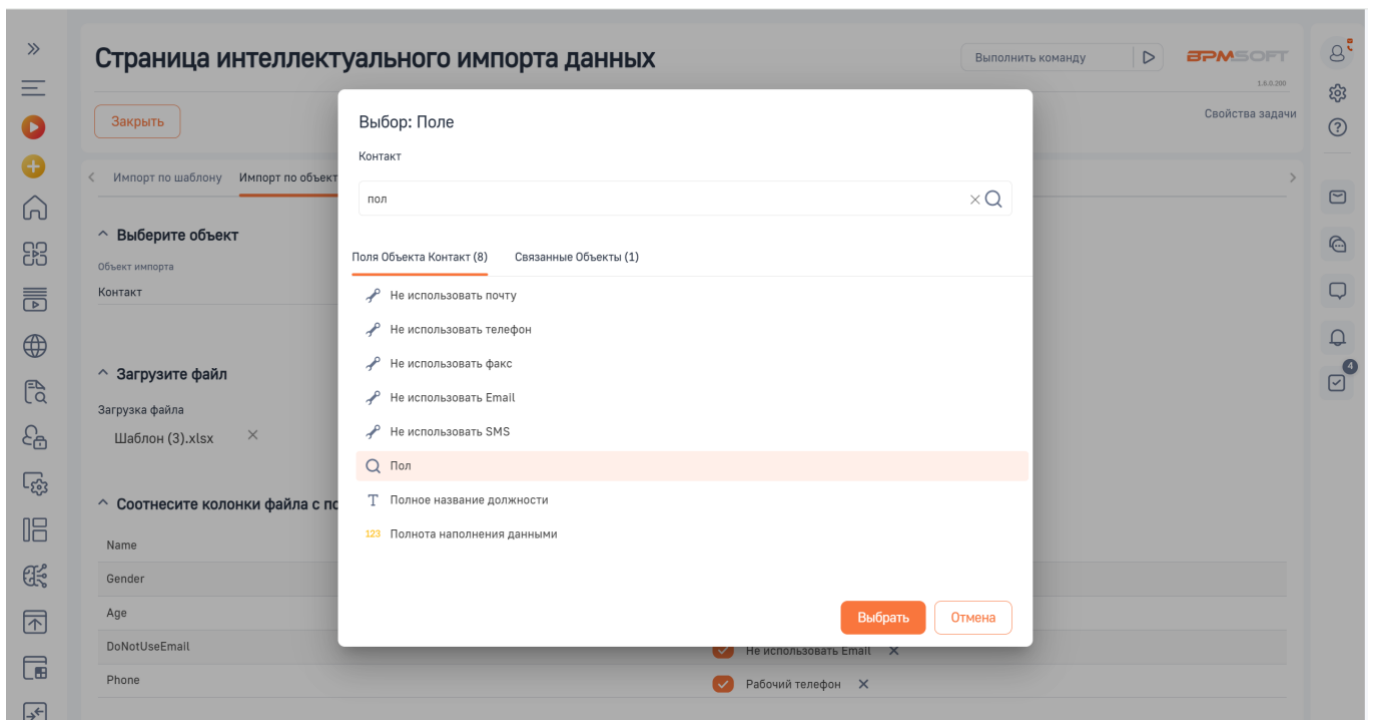 Страница интеллектуального импорта данных
Выполнить команду
BPMSOFT
1.6.0.200
Закрыть
Свойства задачи
Импорт по шаблону
Импорт по объект
Выберите объект
Объект импорта
Контакт
Загрузите файл
Загрузка файла
Шаблон (3).xlsx
Соотнесите колонки файла с по
Name
Gender
Age
DoNotUseEmail
Не использовать Email
Phone
Рабочий телефон
Выбор: Поле
Контакт
пол
Поля Объекта Контакт (8)
Связанные Объекты (1)
Не использовать почту
Не использовать телефон
Не использовать факс
Не использовать Email
Не использовать SMS
Пол
T Полное название должности
123 Полнота наполнения данными
Выбрать
Отмена
4